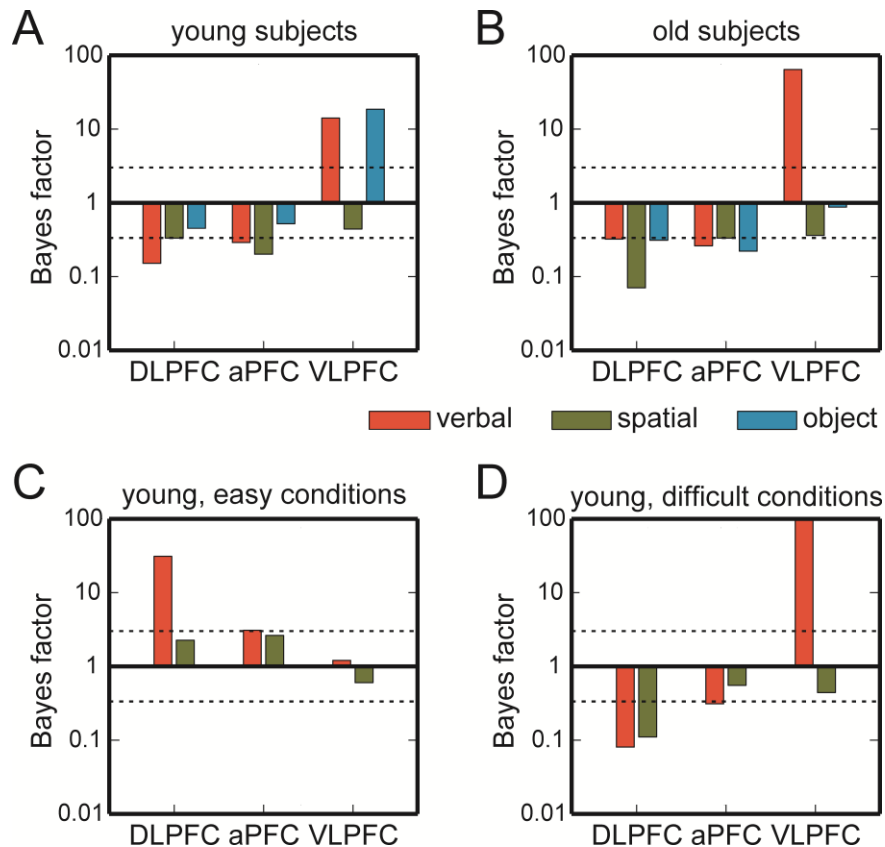 A
young subjects
100
10
1
0.1
0.01
Bayes factor
DLPFC aPFC VLPFC
B
old subjects
100
10
1
0.1
0.01
Bayes factor
DLPFC aPFC VLPFC
verbal spatial object
C
young, easy conditions
100
10
1
0.1
0.01
Bayes factor
DLPFC aPFC VLPFC
D
young, difficult conditions
100
10
1
0.1
0.01
Bayes factor
DLPFC aPFC VLPFC